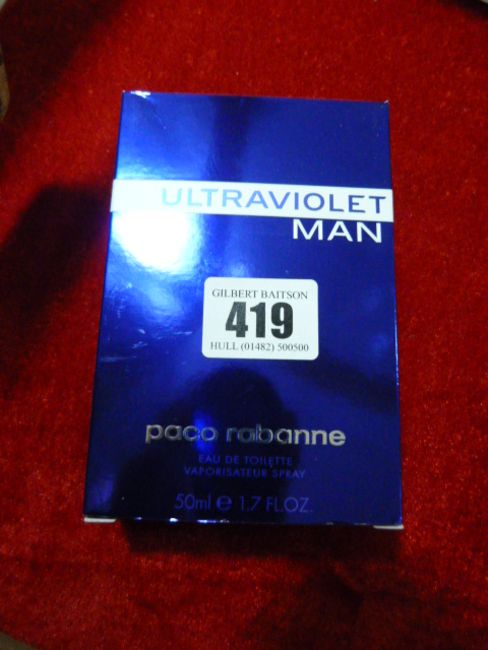 ULTRAVIOLET
MAN
GILBERT BAITSON
419
HULL (01482) 500500
paco rabanne
EAU DE TOILETTE
VAPORISATEUR SPRAY
50ml e 1.7 FL.OZ.